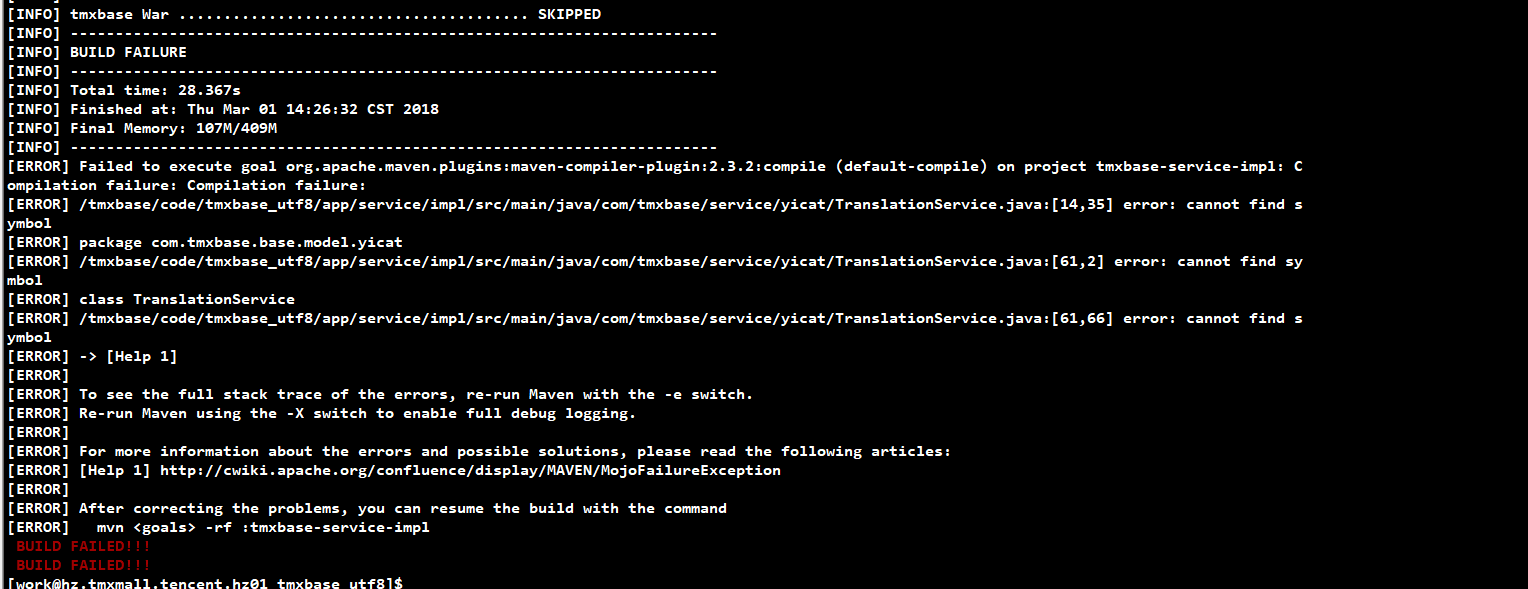 [INFO] tmxbase War ....................................... SKIPPED
[INFO] ------------------------------------------------------------------------
[INFO] BUILD FAILURE
[INFO] ------------------------------------------------------------------------
[INFO] Total time: 28.367s
[INFO] Finished at: Thu Mar 01 14:26:32 CST 2018
[INFO] Final Memory: 107M/409M
[INFO] ------------------------------------------------------------------------
[ERROR] Failed to execute goal org.apache.maven.plugins:maven-compiler-plugin:2.3.2:compile (default-compile) on project tmxbase-service-impl: C
ompilation failure: Compilation failure:
[ERROR] /tmxbase/code/tmxbase_utf8/app/service/impl/src/main/java/com/tmxbase/service/yicat/TranslationService.java:[14,35] error: cannot find s
ymbol
[ERROR] package com.tmxbase.base.model.yicat
[ERROR] /tmxbase/code/tmxbase_utf8/app/service/impl/src/main/java/com/tmxbase/service/yicat/TranslationService.java:[61,2] error: cannot find sy
mbol
[ERROR] class TranslationService
[ERROR] /tmxbase/code/tmxbase_utf8/app/service/impl/src/main/java/com/tmxbase/service/yicat/TranslationService.java:[61,66] error: cannot find s
ymbol
[ERROR] -> [Help 1]
[ERROR]
[ERROR] To see the full stack trace of the errors, re-run Maven with the -e switch.
[ERROR] Re-run Maven using the -X switch to enable full debug logging.
[ERROR]
[ERROR] For more information about the errors and possible solutions, please read the following articles:
[ERROR] [Help 1] http://cwiki.apache.org/confluence/display/MAVEN/MojoFailureException
[ERROR]
[ERROR] After correcting the problems, you can resume the build with the command
[ERROR]   mvn <goals> -rf :tmxbase-service-impl
BUILD FAILED!!!
BUILD FAILED!!!
[work@hz.tmxmall.tencent.hz01 tmxbase_utf8]$